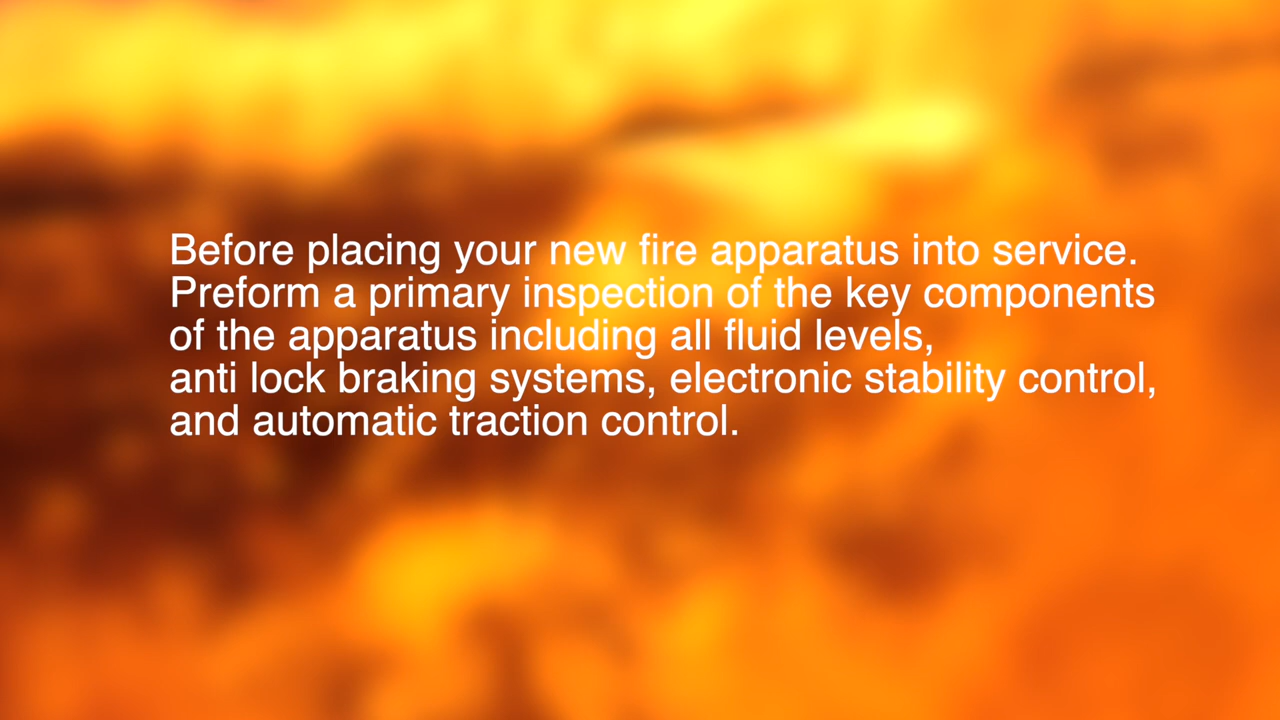 Before placing your new fire apparatus into service.
Preform a primary inspection of the key components
of the apparatus including all fluid levels,
anti lock braking systems, electronic stability control,
and automatic traction control.